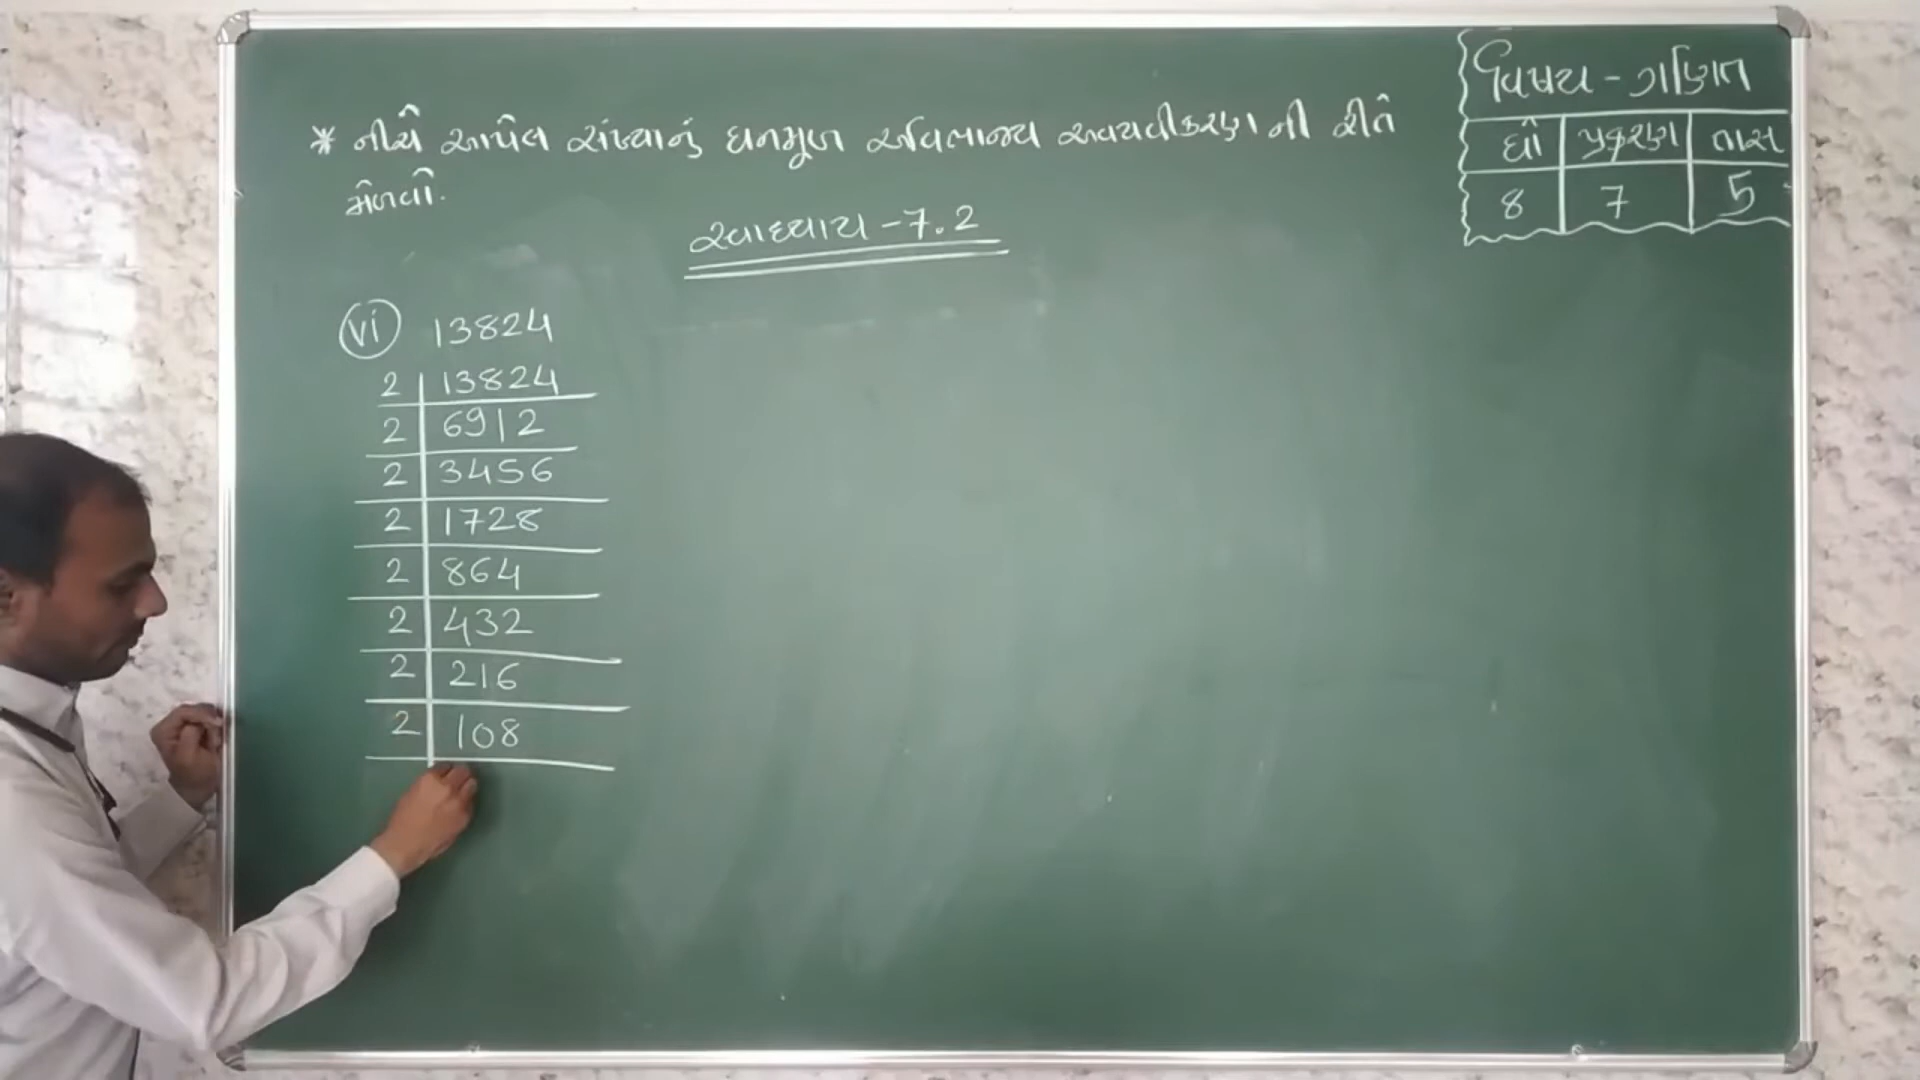 * નીચે આપેલ સંખ્યાનું ઘનમુળ અવિભાજ્ય અવયવીકરણ ની રીતે
મેળવો.
સ્વાધ્યાય - 7.2
વિષય - ગણિત
ધો પ્રકરણ તાસ
8 7 5
vi 13824
2 13824
2 6912
2 3456
2 1728
2 864
2 432
2 216
2 108